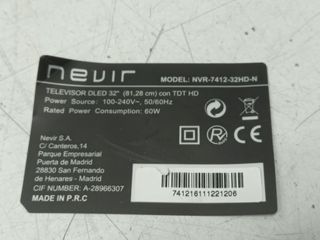 nevir
MODEL: NVR-7412-32HD-N
TELEVISOR DLED 32" (81,28 cm) con TDT HD
Power Source: 100-240V~, 50/60Hz
Rated Power Consumption: 60W
Nevir S.A.
C/ Canteros,14
Parque Empresarial
Puerta de Madrid
28830 San Fernando
de Henares - Madrid
CIF NUMBER: A-28966307
MADE IN P.R.C
R
CE
741216111221206